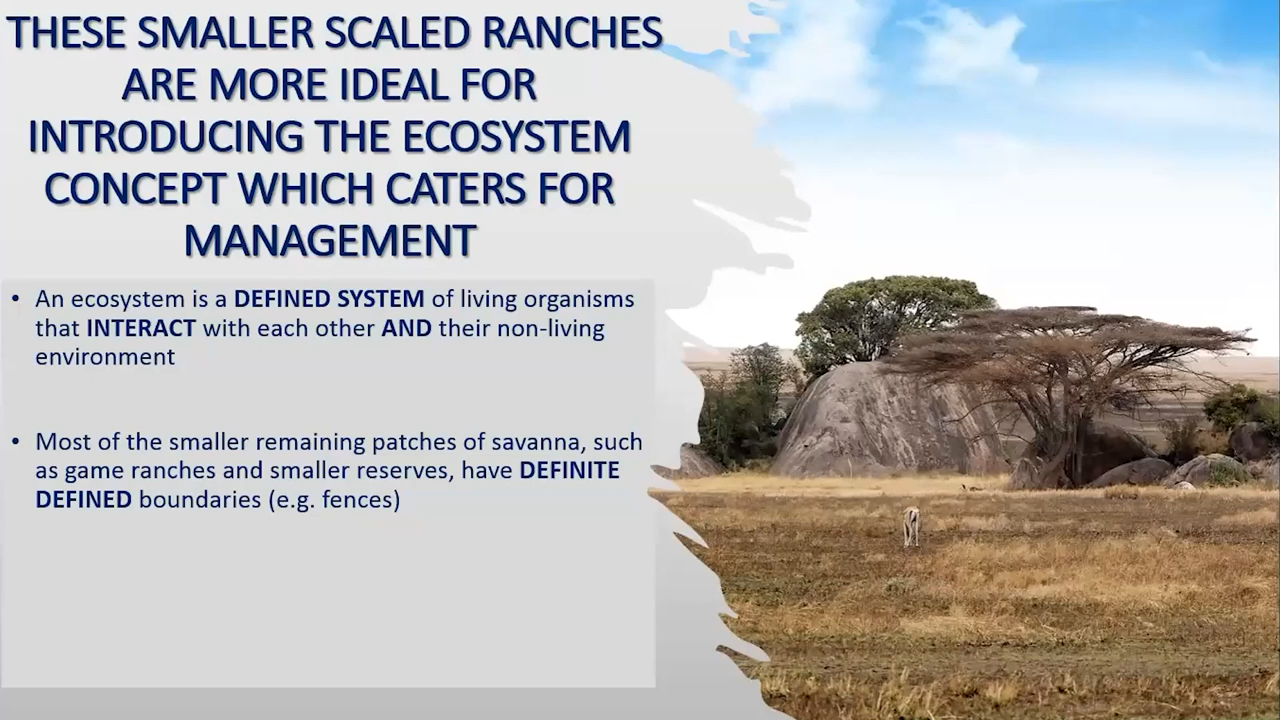 THESE SMALLER SCALED RANCHES
ARE MORE IDEAL FOR
INTRODUCING THE ECOSYSTEM
CONCEPT WHICH CATERS FOR
MANAGEMENT
• An ecosystem is a DEFINED SYSTEM of living organisms
that INTERACT with each other AND their non-living
environment
• Most of the smaller remaining patches of savanna, such
as game ranches and smaller reserves, have DEFINITE
DEFINED boundaries (e.g. fences)